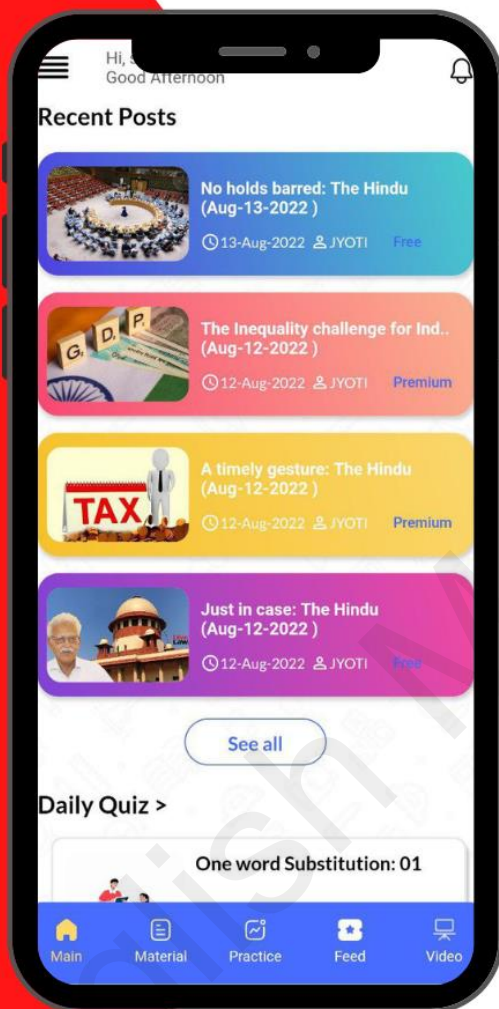 Hi,
Good Afternoon
Recent Posts
No holds barred: The Hindu
(Aug-13-2022 )
13-Aug-2022 JYOTI Free
G D P
The Inequality challenge for Ind..
(Aug-12-2022 )
12-Aug-2022 JYOTI Premium
TAX
A timely gesture: The Hindu
(Aug-12-2022 )
12-Aug-2022 JYOTI Premium
Just in case: The Hindu
(Aug-12-2022 )
12-Aug-2022 JYOTI Free
See all
Daily Quiz >
One word Substitution: 01
Main Material Practice Feed Video